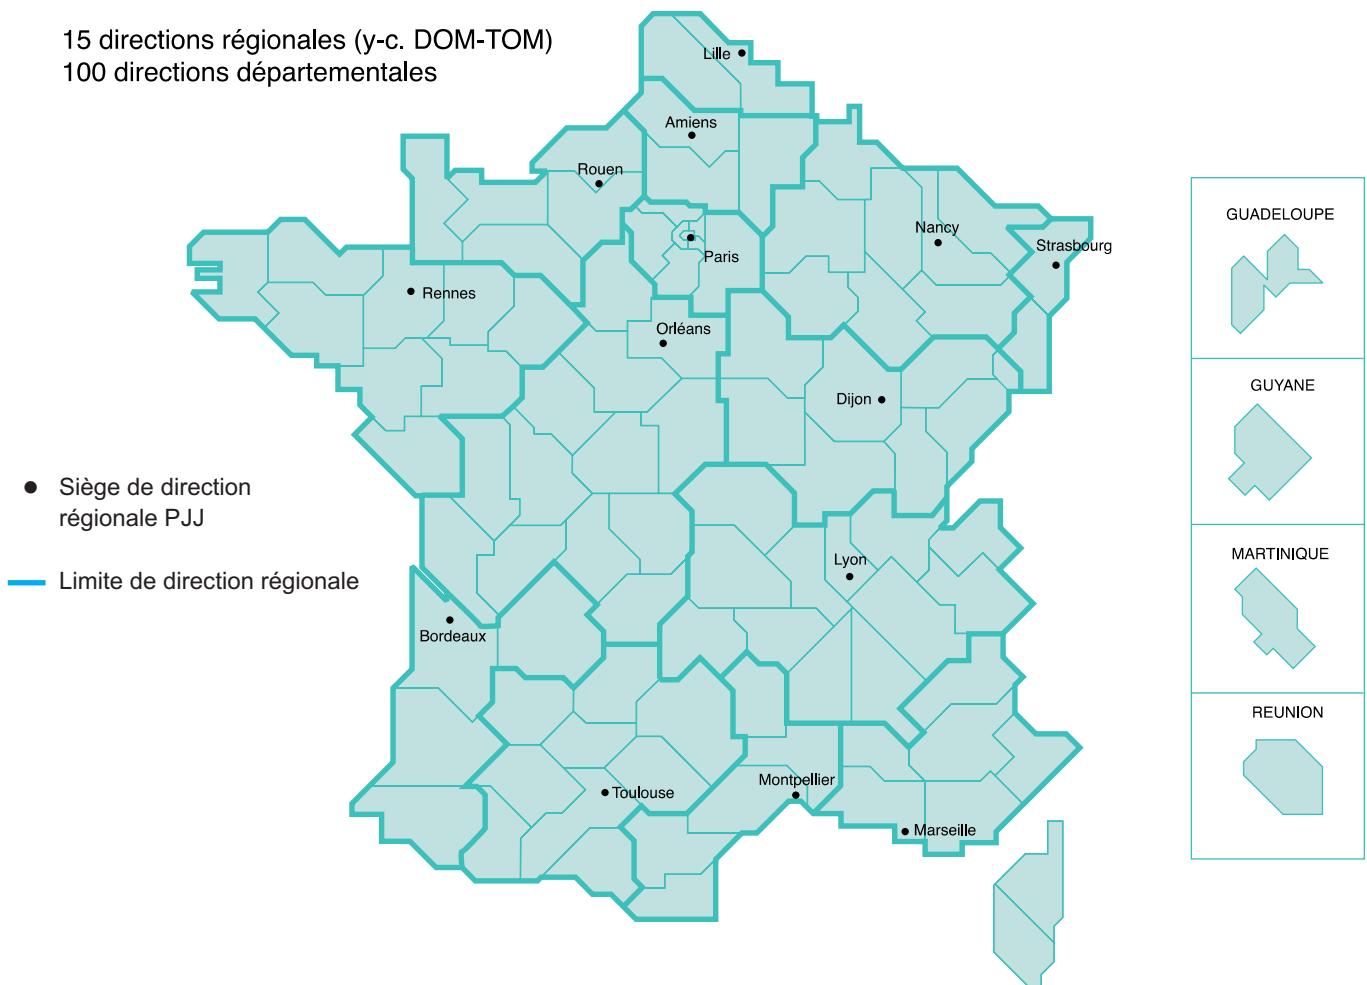 15 directions régionales (y-c. DOM-TOM)
100 directions départementales
Lille
Amiens
Rouen
Paris
Nancy
Strasbourg
Rennes
Orléans
Dijon
Siège de direction
régionale PJJ
Limite de direction régionale
Lyon
Bordeaux
Toulouse
Montpellier
Marseille
GUADELOUPE
GUYANE
MARTINIQUE
REUNION